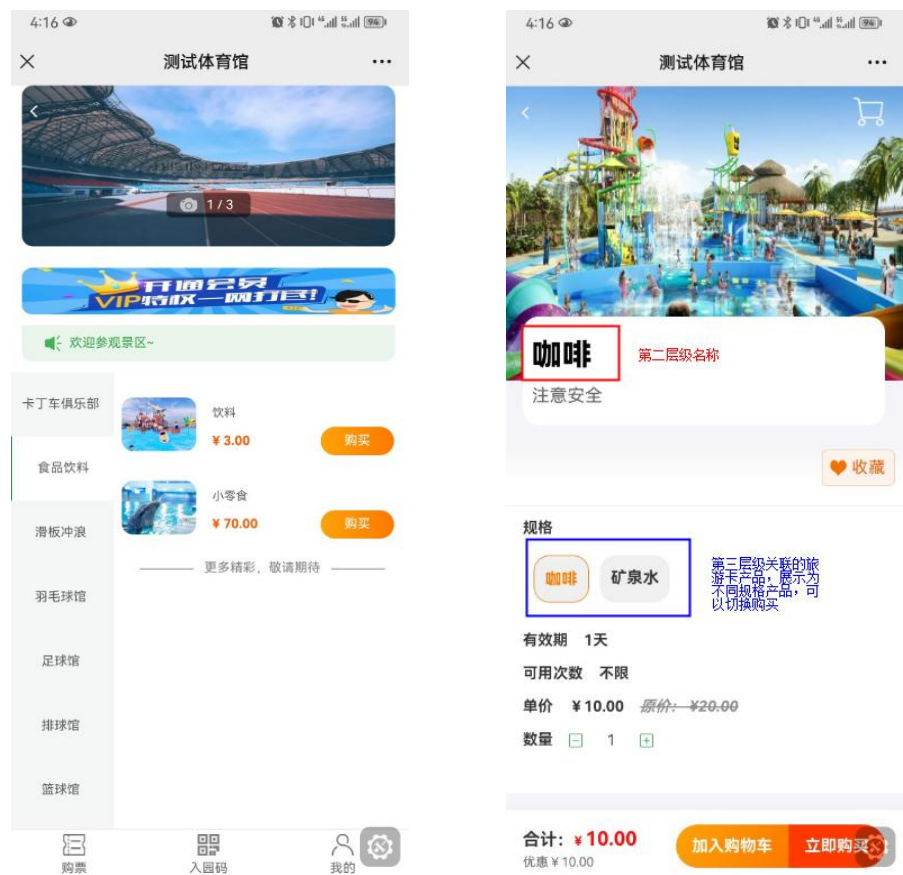 4:16
94
测试体育馆
1/3
开通会员
VIP特权一网打尽!
欢迎参观景区~
卡丁车俱乐部
食品饮料
滑板冲浪
羽毛球馆
足球馆
排球馆
篮球馆
饮料
¥ 3.00
购买
小零食
¥ 70.00
购买
更多精彩，敬请期待
购票
入园码
我的
4:16
94
测试体育馆
咖啡
第二层级名称
注意安全
收藏
规格
咖啡
矿泉水
第三层级关联的旅
游卡产品，展示为
不同规格产品，可
以切换购买
有效期 1天
可用次数 不限
单价 ¥10.00 原价：¥20.00
数量 - 1 +
合计：¥10.00
优惠¥10.00
加入购物车
立即购买